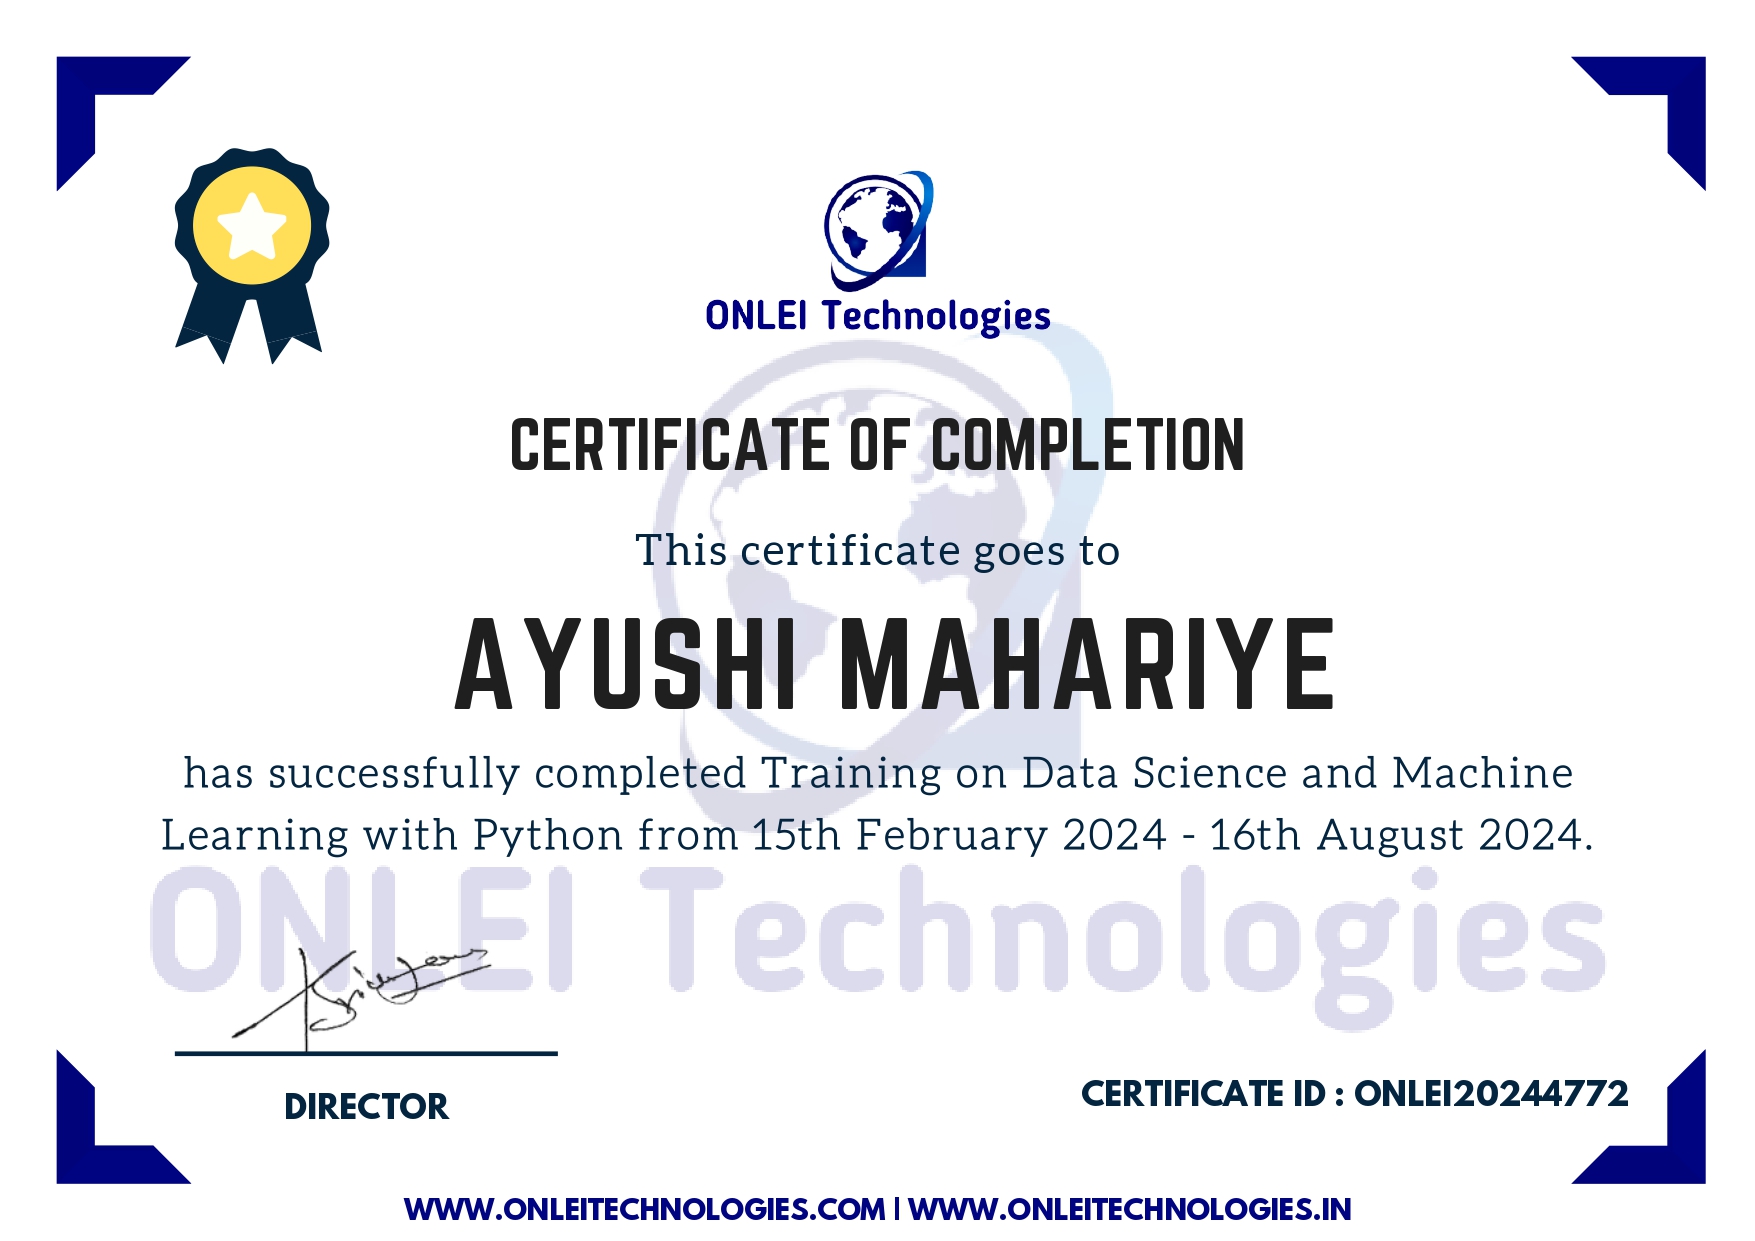 ONLEI Technologies
CERTIFICATE OF COMPLETION
This certificate goes to
AYUSHI MAHARIYE
has successfully completed Training on Data Science and Machine
Learning with Python from 15th February 2024 - 16th August 2024.
ONLEI Technologies
DIRECTOR
CERTIFICATE ID : ONLEI20244772
WWW.ONLEITECHNOLOGIES.COM | WWW.ONLEITECHNOLOGIES.IN